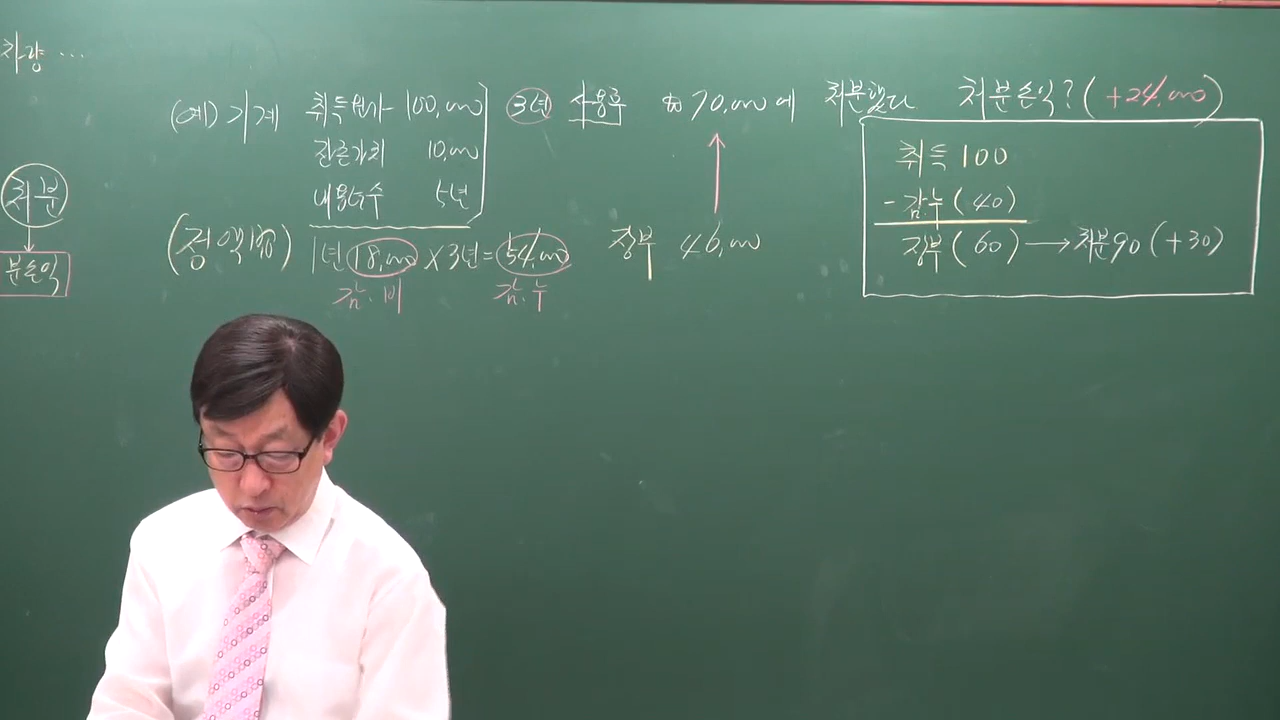 차량 …
(예) 기계 취득원가 100,000 3년 사용후 @70,000에 처분했다 처분손익? (+24,000)
잔존가치 10,000
내용년수 5년
처분
분손익
(정액법) 1년 18,000 × 3년 = 54,000 장부 46,000
감·비 감·누
취득 100
- 감누 (40)
장부 (60) → 처분 90 (+30)